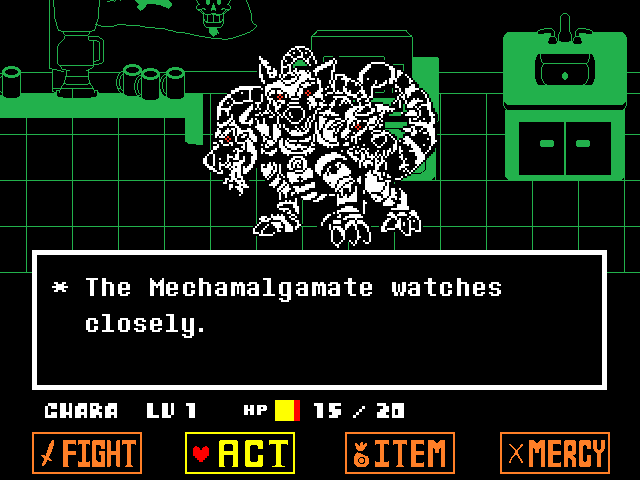 * The Mechamalgamate watches
closely.
CHARA LV 1 HP 15 / 20
FIGHT ACT ITEM MERCY